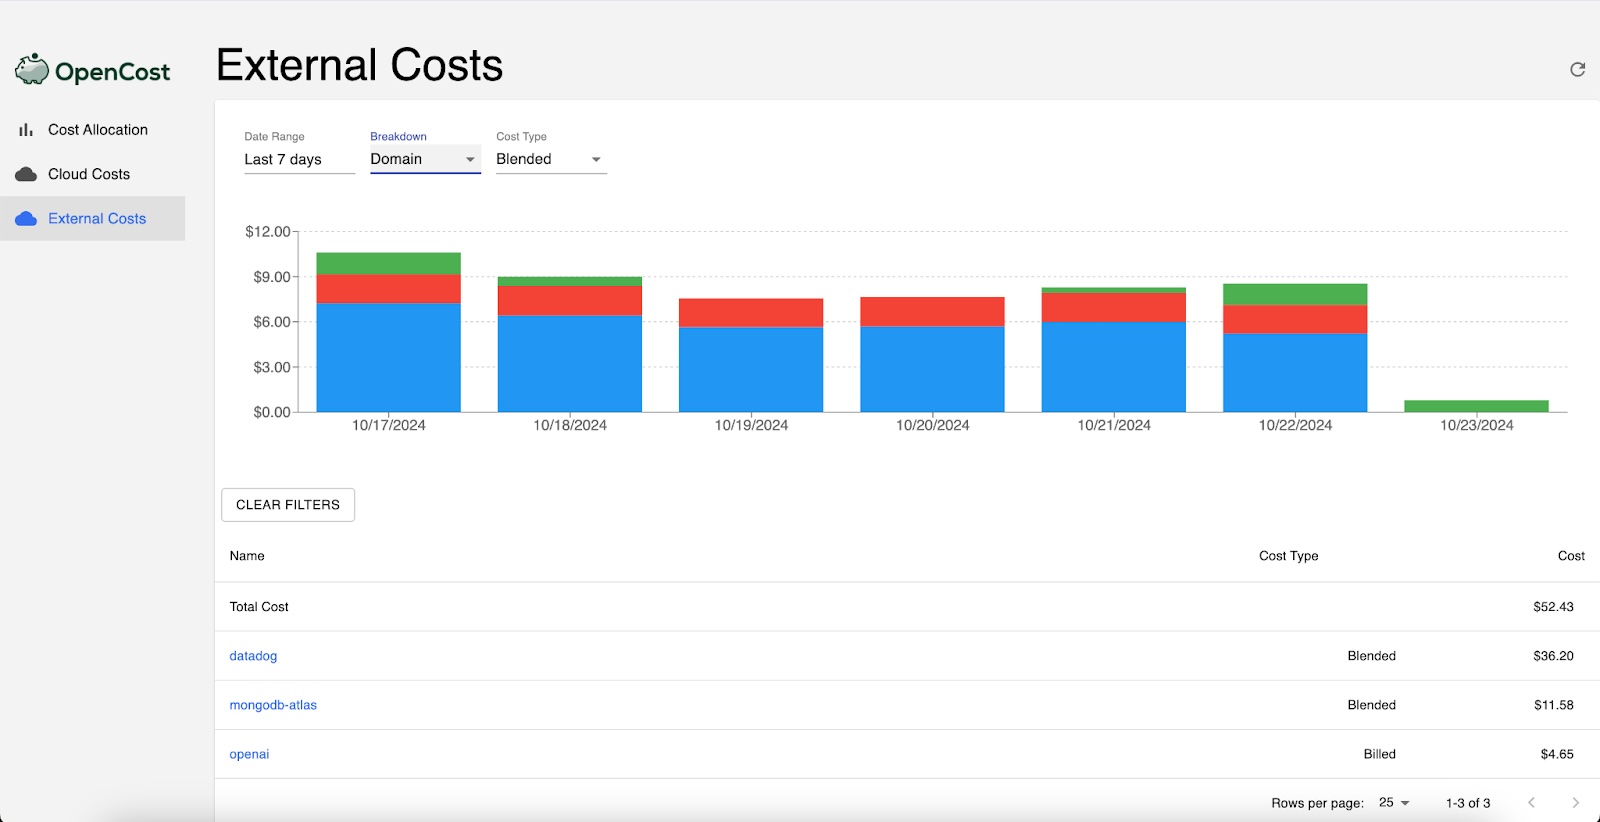 OpenCost
External Costs
Cost Allocation
Cloud Costs
External Costs
Date Range
Breakdown
Cost Type
Last 7 days
Domain
Blended
$12.00
$9.00
$6.00
$3.00
$0.00
10/17/2024
10/18/2024
10/19/2024
10/20/2024
10/21/2024
10/22/2024
10/23/2024
CLEAR FILTERS
Name Cost Type Cost
Total Cost $52.43
datadog Blended $36.20
mongodb-atlas Blended $11.58
openai Billed $4.65
Rows per page: 25 1-3 of 3